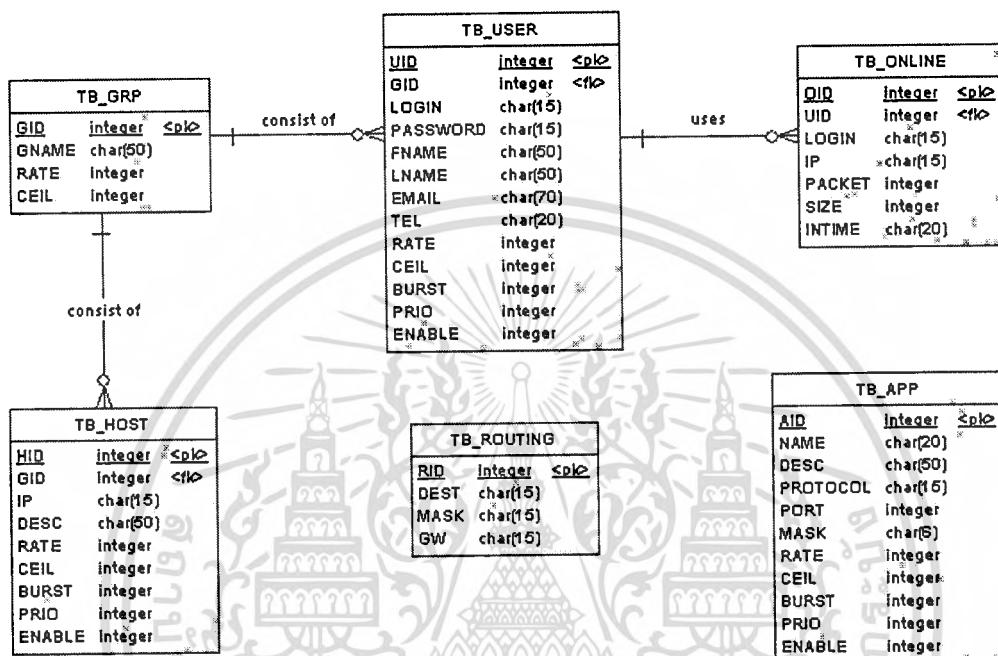 TB_USER
UID integer <pk>
GID integer <fk>
LOGIN char(15)
PASSWORD char(15)
FNAME char(50)
LNAME char(50)
EMAIL char(70)
TEL char(20)
RATE integer
CEIL integer
BURST integer
PRIO integer
ENABLE integer
TB_GRP
GID integer <pk>
GNAME char(50)
RATE integer
CEIL integer
consist of
uses
TB_ONLINE
OID integer <pk>
UID integer <fk>
LOGIN char(15)
IP char(15)
PACKET integer
SIZE integer
INTIME char(20)
consist of
TB_HOST
HID integer <pk>
GID integer <fk>
IP char(15)
DESC char(50)
RATE integer
CEIL integer
BURST integer
PRIO integer
ENABLE integer
TB_ROUTING
RID integer <pk>
DEST char(15)
MASK char(15)
GW char(15)
TB_APP
AID integer <pk>
NAME char(20)
DESC char(50)
PROTOCOL char(15)
PORT integer
MASK char(6)
RATE integer
CEIL integer
BURST integer
PRIO integer
ENABLE integer